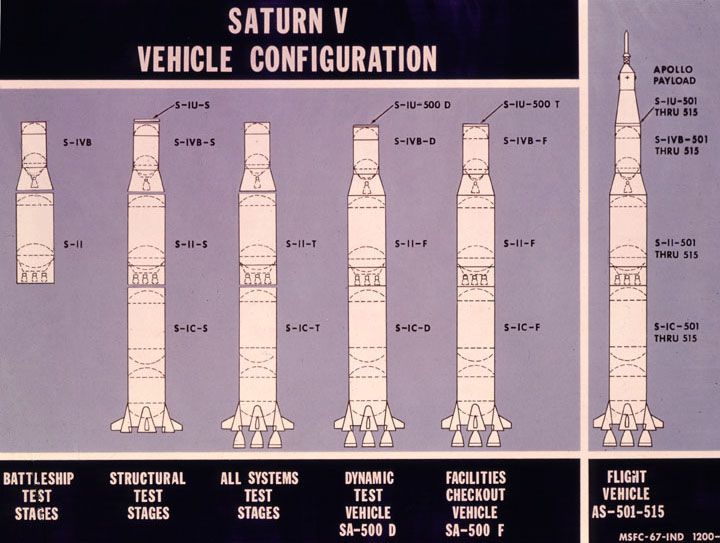 SATURN V
VEHICLE CONFIGURATION
S-IVB
S-II
BATTLESHIP
TEST
STAGES
S-IU-S
S-IVB-S
S-II-S
S-IC-S
STRUCTURAL
TEST
STAGES
S-II-T
S-IC-T
ALL SYSTEMS
TEST
STAGES
S-IU-500 D
S-IVB-D
S-II-F
S-IC-D
DYNAMIC
TEST
VEHICLE
SA-500 D
S-IU-500 T
S-IVB-F
S-II-F
S-IC-F
FACILITIES
CHECKOUT
VEHICLE
SA-500 F
APOLLO
PAYLOAD
S-IU-501
THRU 515
S-IVB-501
THRU 515
S-II-501
THRU 515
S-IC-501
THRU 515
FLIGHT
VEHICLE
AS-501-515
MSFC-67-IND 1200-